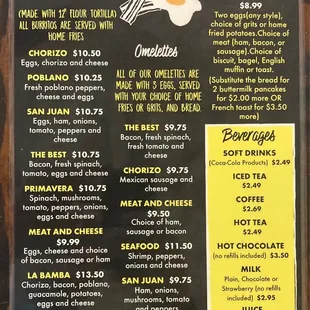 (MADE WITH 12" FLOUR TORTILLA)
ALL BURRITOS ARE SERVED WITH
HOME FRIES
CHORIZO $10.50
Eggs, chorizo and cheese
POBLANO $10.25
Fresh poblano peppers,
cheese and eggs
SAN JUAN $10.75
Eggs, ham, onions,
tomato, peppers and
cheese
THE BEST $10.75
Bacon, fresh spinach,
fresh tomato, eggs
and cheese
PRIMAVERA $10.75
Spinach, mushrooms,
tomato, peppers, onions,
eggs and cheese
MEAT AND CHEESE
$9.99
Eggs, cheese and choice
of bacon, sausage or ham
LA BAMBA $13.50
Chorizo, bacon, poblano,
guacamole, potatoes,
eggs and cheese
Omelettes
ALL OF OUR OMELETTES ARE
MADE WITH 3 EGGS, SERVED
WITH YOUR CHOICE OF HOME
FRIES OR GRITS, AND BREAD.
THE BEST $9.75
Bacon, fresh spinach,
fresh tomato, and
cheese
CHORIZO $9.75
Mexican sausage and
cheese
MEAT AND CHEESE
$9.50
Choice of ham,
sausage or bacon
SEAFOOD $11.50
Shrimp, peppers,
onions and cheese
SAN JUAN $9.75
Ham, onions,
mushrooms, tomato
and peppers
$8.99
Two eggs(any style),
choice of grits or home
fried potatoes.Choice of
meat (ham, bacon, or
sausage).Choice of
biscuit, bagel, English
muffin or toast.
(Substitute the bread for
2 buttermilk pancakes
for $2.00 more OR
French toast for $3.50
more)
Beverages
SOFT DRINKS
(Coca-Cola Products) $2.49
ICED TEA
$2.49
COFFEE
$2.69
HOT TEA
$2.49
HOT CHOCOLATE
(no refills included) $3.50
MILK
Plain, Chocolate or
Strawberry (no refills
included) $2.95
JUICE